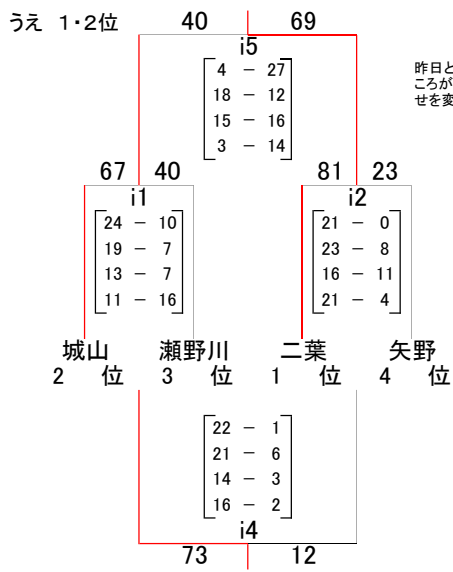 うえ 1・2位
40 69
i5
4 － 27
18 － 12
15 － 16
3 － 14
昨日と
ころが
せを変
67 40
81 23
i1
i2
24 － 10
19 － 7
13 － 7
11 － 16
21 － 0
23 － 8
16 － 11
21 － 4
城山 瀬野川 二葉 矢野
2 位 3 位 1 位 4 位
22 － 1
21 － 6
14 － 3
16 － 2
i4
73 12